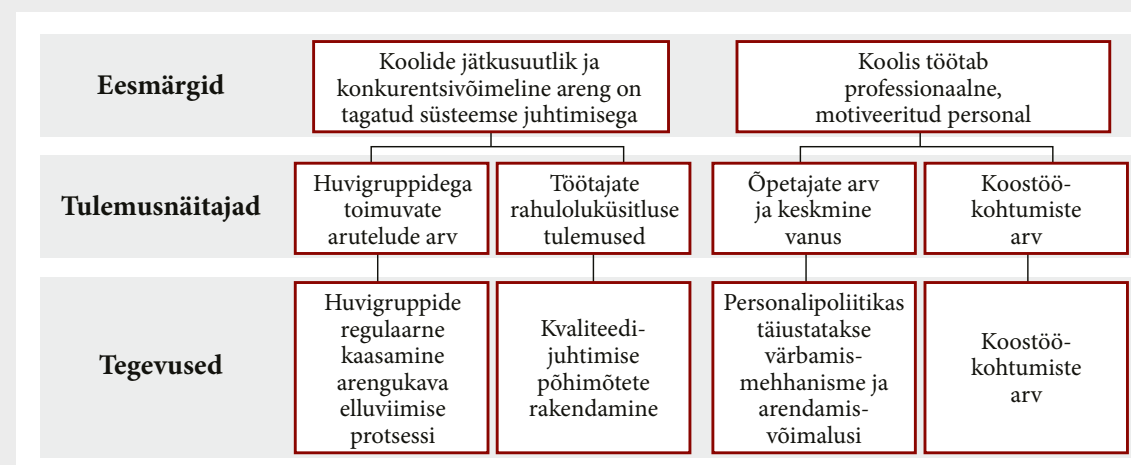 Eesmärgid
Koolide jätkusuutlik ja
konkurentsivõimeline areng on
tagatud süsteemse juhtimisega
Koolis töötab
professionaalne,
motiveeritud personal
Tulemusnäitajad
Huvigruppidega
toimuvate
arutelude arv
Töötajate
rahuloluküsitluse
tulemused
Õpetajate arv
ja keskmine
vanus
Koostöö-
kohtumiste
arv
Tegevused
Huvigruppide
regulaarne
kaasamine
arengukava
elluviimise
protsessi
Kvaliteedi-
juhtimise
põhimõtete
rakendamine
Personalipoliitikas
täiustatakse
värbamis-
mehhanisme ja
arendamis-
võimalusi
Koostöö-
kohtumiste
arv